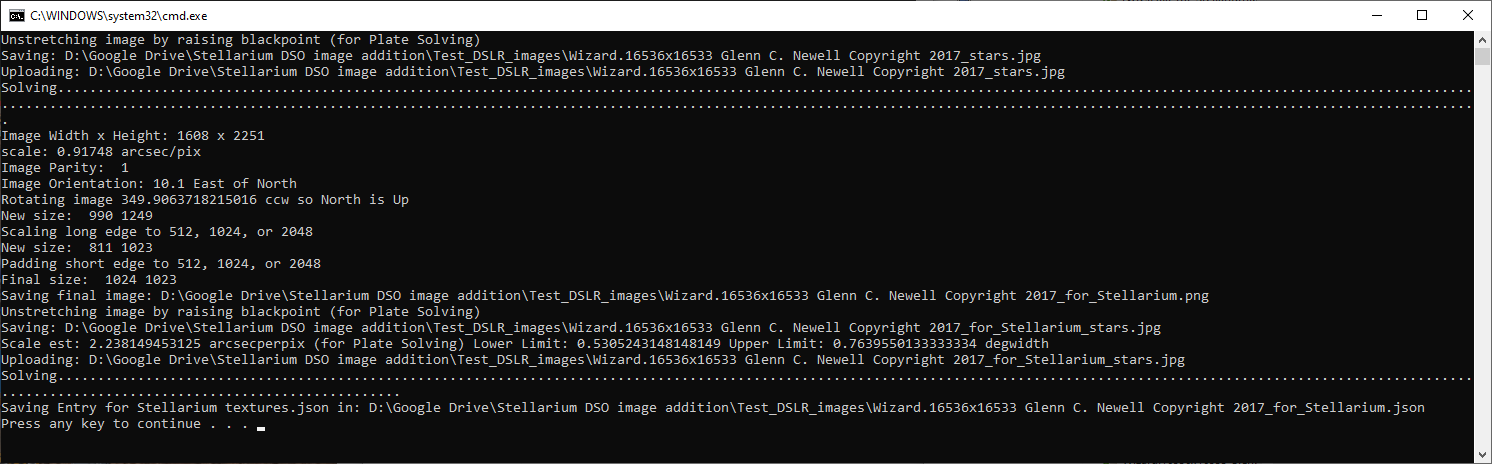 C:\WINDOWS\system32\cmd.exe
Unstretching image by raising blackpoint (for Plate Solving)
Saving: D:\Google Drive\Stellarium DSO image addition\Test_DSLR_images\Wizard.16536x16533 Glenn C. Newell Copyright 2017_stars.jpg
Uploading: D:\Google Drive\Stellarium DSO image addition\Test_DSLR_images\Wizard.16536x16533 Glenn C. Newell Copyright 2017_stars.jpg
Solving.................................................................................................................................................................................
........................................................................................................................................................................................
.
Image Width x Height: 1608 x 2251
scale: 0.91748 arcsec/pix
Image Parity:  1
Image Orientation: 10.1 East of North
Rotating image 349.9063718215016 ccw so North is Up
New size:  990 1249
Scaling long edge to 512, 1024, or 2048
New size:  811 1023
Padding short edge to 512, 1024, or 2048
Final size:  1024 1023
Saving final image: D:\Google Drive\Stellarium DSO image addition\Test_DSLR_images\Wizard.16536x16533 Glenn C. Newell Copyright 2017_for_Stellarium.png
Unstretching image by raising blackpoint (for Plate Solving)
Saving: D:\Google Drive\Stellarium DSO image addition\Test_DSLR_images\Wizard.16536x16533 Glenn C. Newell Copyright 2017_for_Stellarium_stars.jpg
Scale est: 2.238149453125 arcsecperpix (for Plate Solving) Lower Limit: 0.5305243148148149 Upper Limit: 0.7639550133333334 degwidth
Uploading: D:\Google Drive\Stellarium DSO image addition\Test_DSLR_images\Wizard.16536x16533 Glenn C. Newell Copyright 2017_for_Stellarium_stars.jpg
Solving.................................................................................................................................................................................
..................................................
Saving Entry for Stellarium textures.json in: D:\Google Drive\Stellarium DSO image addition\Test_DSLR_images\Wizard.16536x16533 Glenn C. Newell Copyright 2017_for_Stellarium.json
Press any key to continue . . .